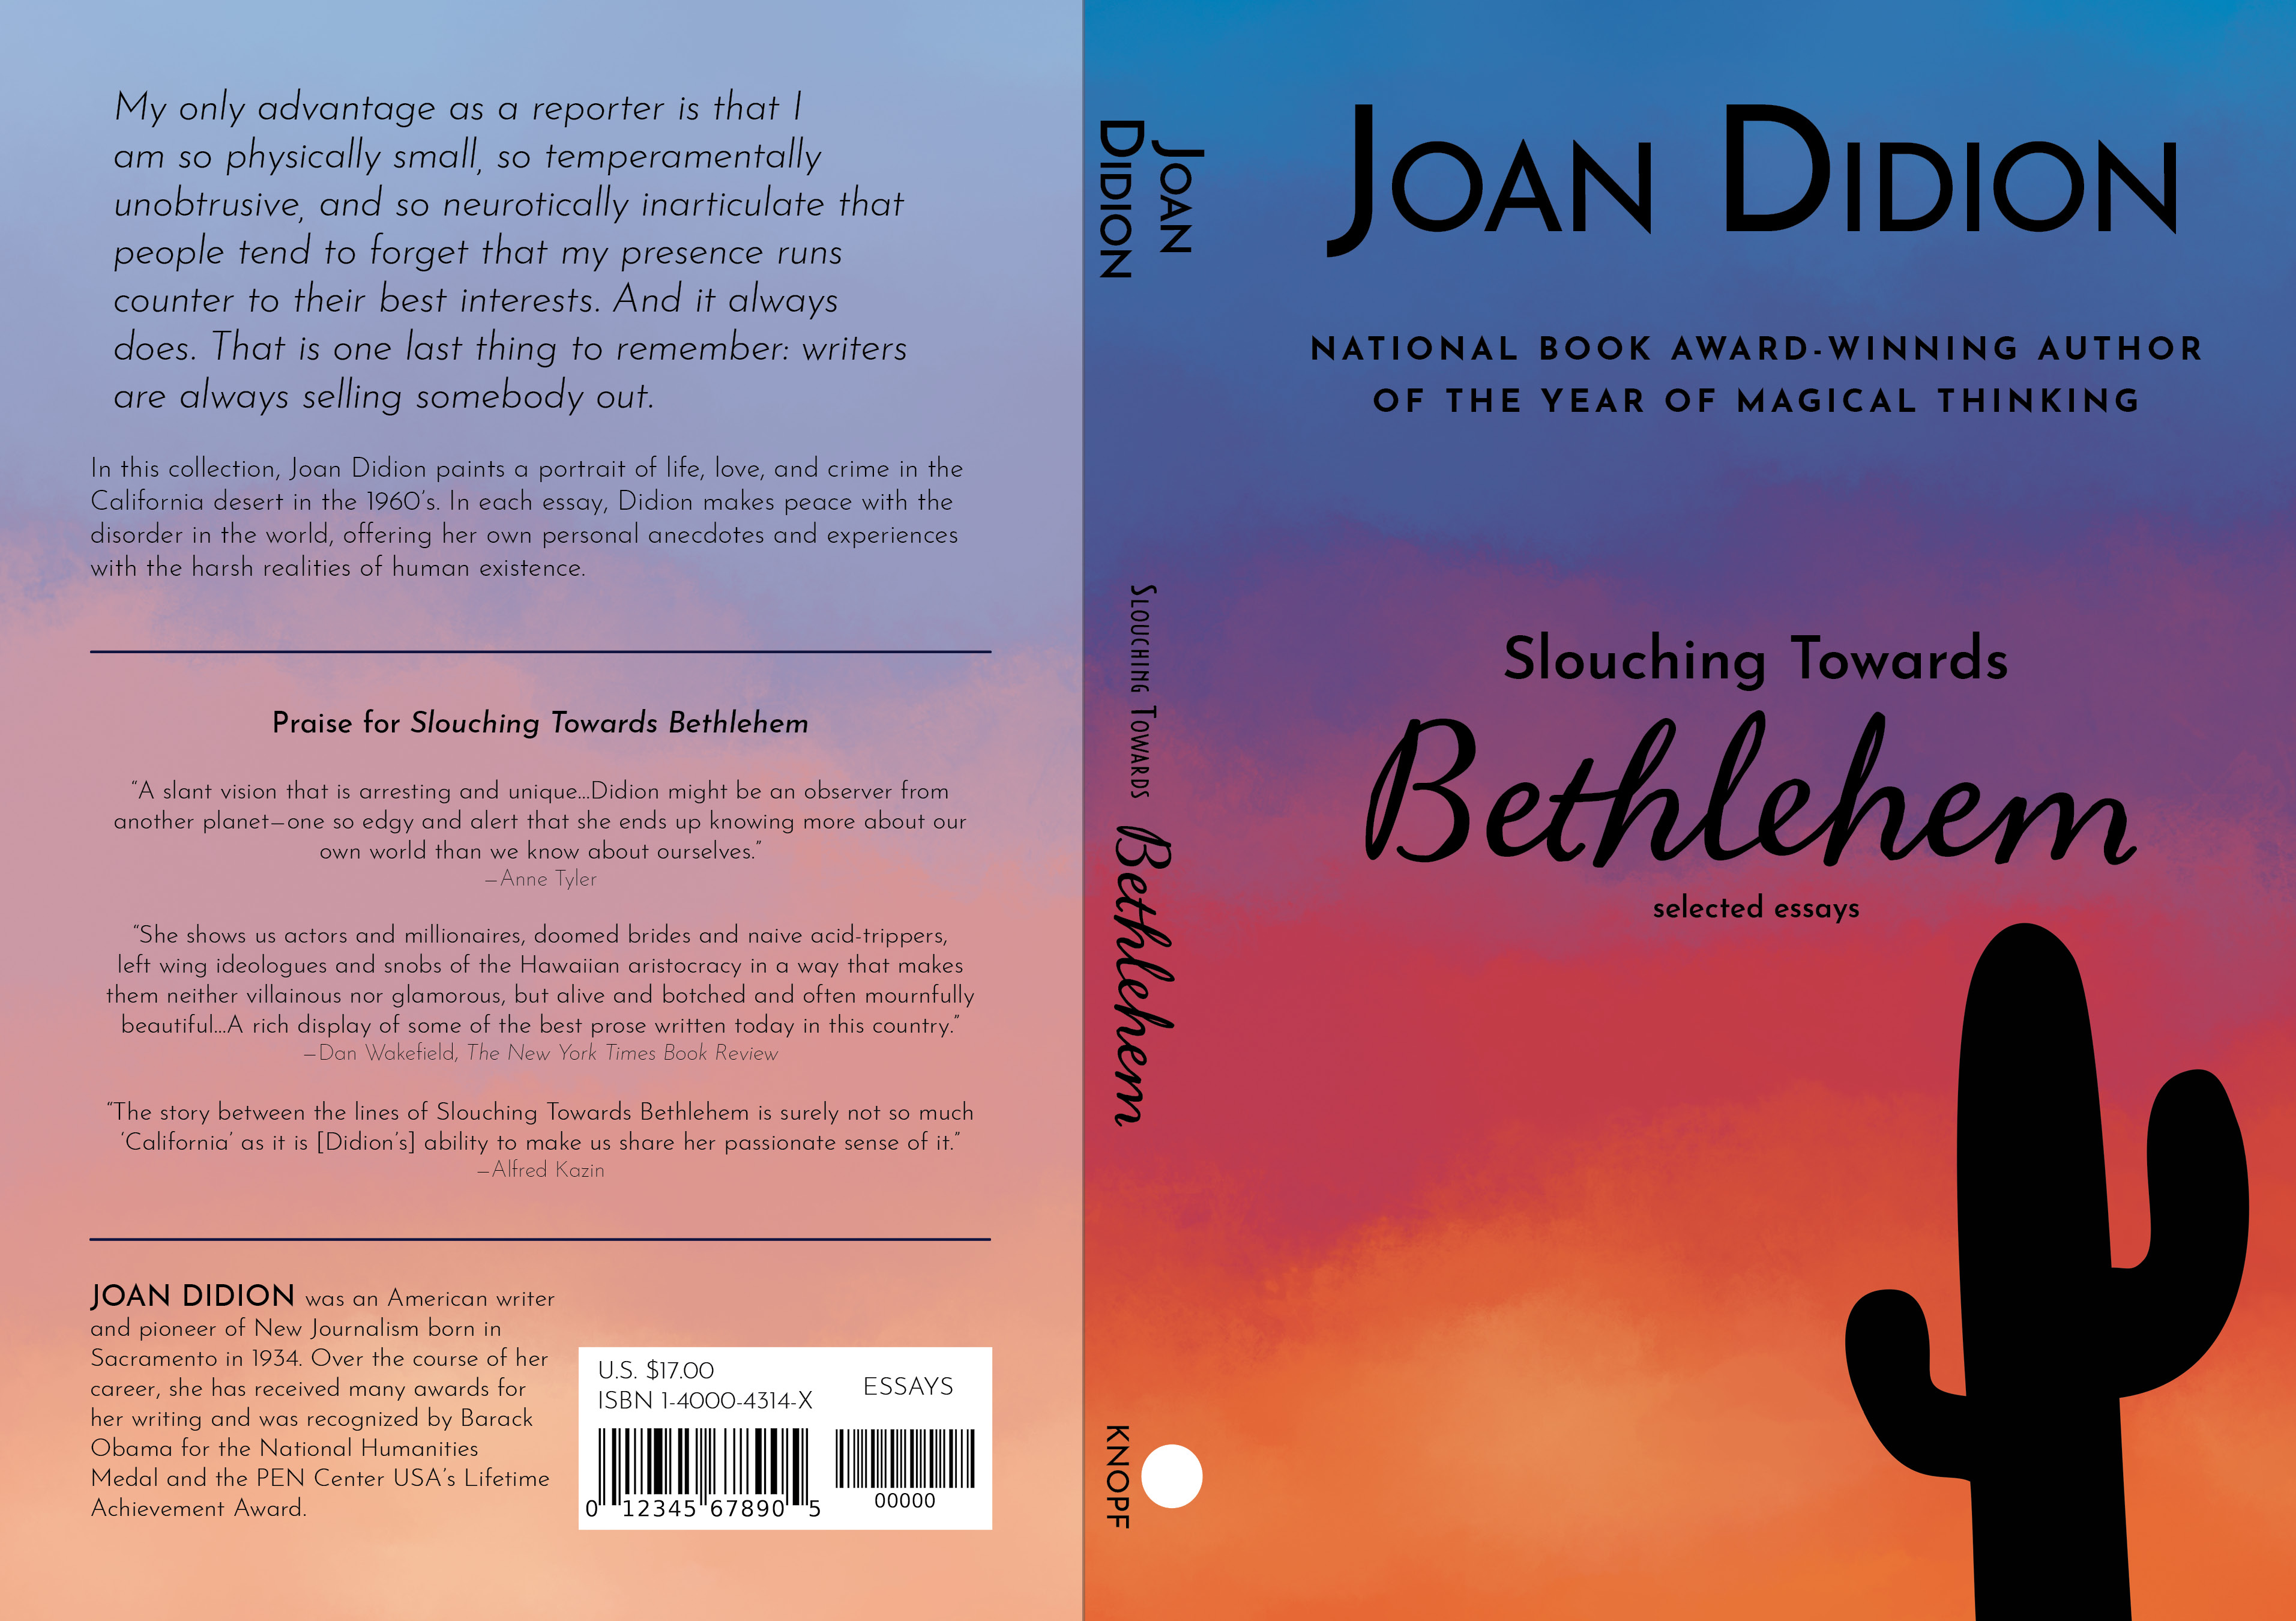 My only advantage as a reporter is that I
am so physically small, so temperamentally
unobtrusive, and so neurotically inarticulate that
people tend to forget that my presence runs
counter to their best interests. And it always
does. That is one last thing to remember: writers
are always selling somebody out.
In this collection, Joan Didion paints a portrait of life, love, and crime in the
California desert in the 1960's. In each essay, Didion makes peace with the
disorder in the world, offering her own personal anecdotes and experiences
with the harsh realities of human existence.
Praise for Slouching Towards Bethlehem
“A slant vision that is arresting and unique...Didion might be an observer from
another planet—one so edgy and alert that she ends up knowing more about our
own world than we know about ourselves.”
—Anne Tyler
“She shows us actors and millionaires, doomed brides and naive acid-trippers,
left wing ideologues and snobs of the Hawaiian aristocracy in a way that makes
them neither villainous nor glamorous, but alive and botched and often mournfully
beautiful...A rich display of some of the best prose written today in this country.”
—Dan Wakefield, The New York Times Book Review
“The story between the lines of Slouching Towards Bethlehem is surely not so much
‘California’ as it is [Didion’s] ability to make us share her passionate sense of it.”
—Alfred Kazin
JOAN DIDION was an American writer
and pioneer of New Journalism born in
Sacramento in 1934. Over the course of her
career, she has received many awards for
her writing and was recognized by Barack
Obama for the National Humanities
Medal and the PEN Center USA’s Lifetime
Achievement Award.
U.S. $17.00
ISBN 1-4000-4314-X
ESSAYS
0 12345 67890 5
00000
JOAN
DIDION
SLOUCHING TOWARDS Bethlehem
KNOPF
JOAN DIDION
NATIONAL BOOK AWARD-WINNING AUTHOR
OF THE YEAR OF MAGICAL THINKING
Slouching Towards
Bethlehem
selected essays